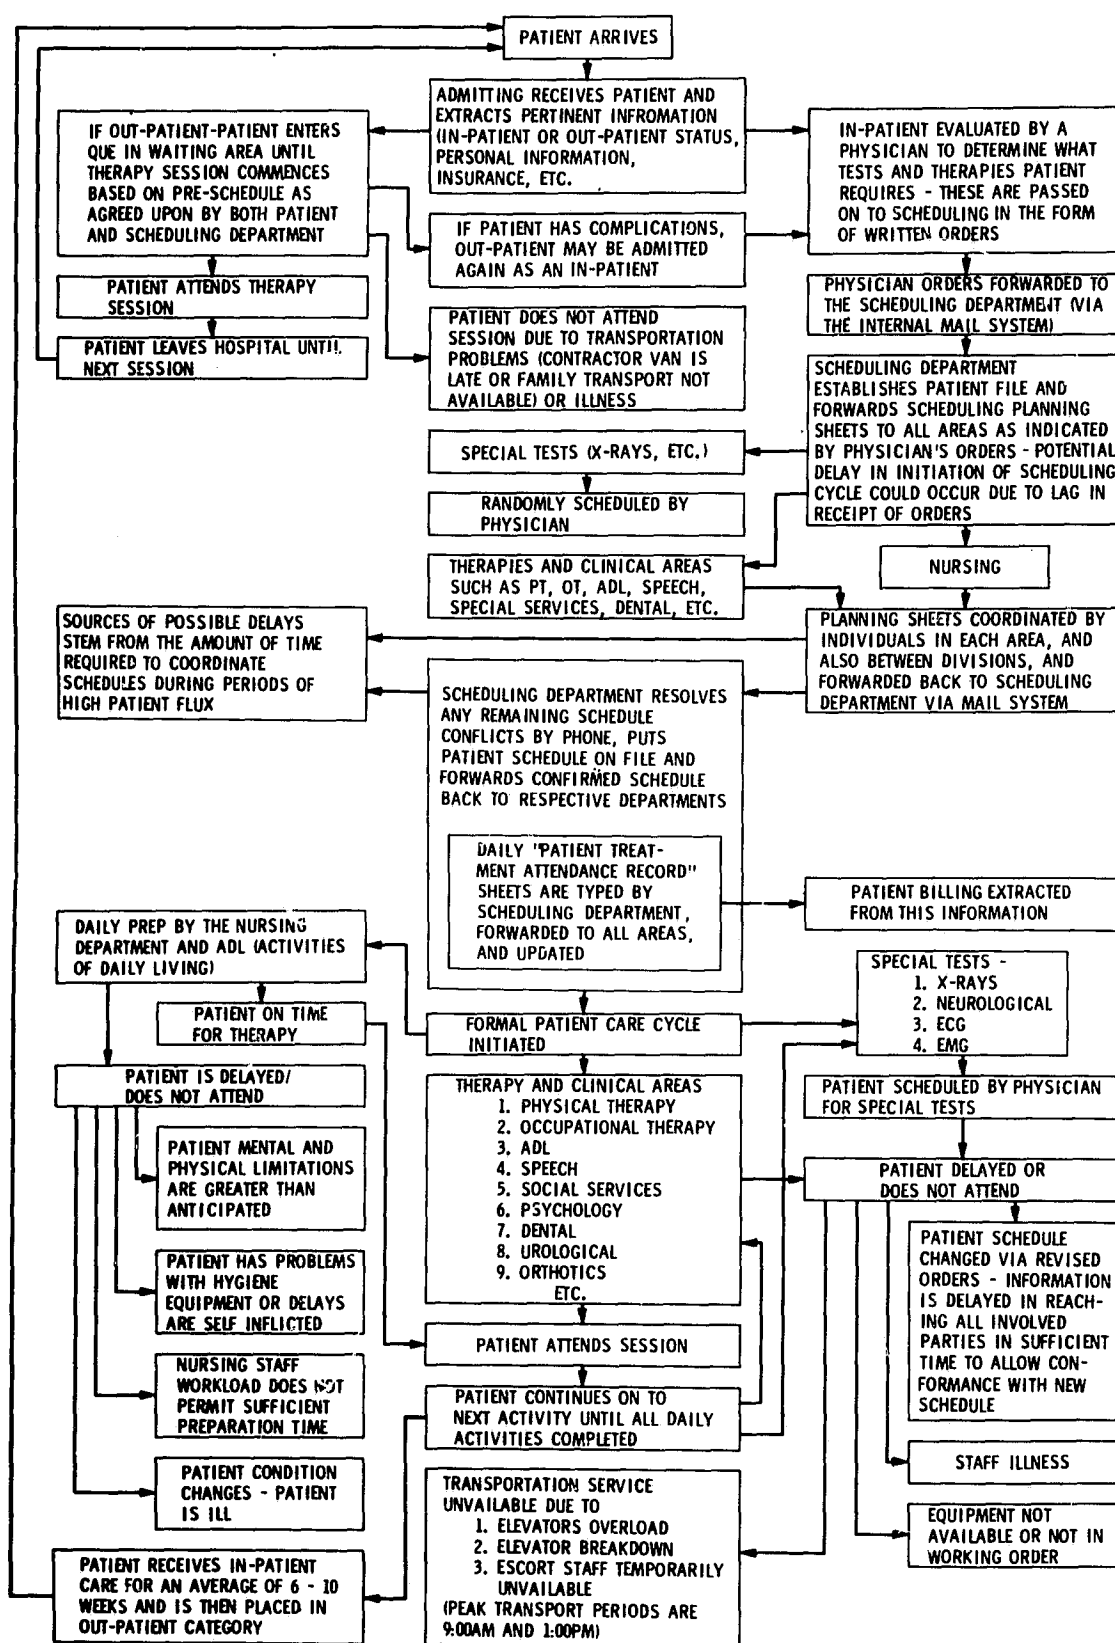 PATIENT ARRIVES
ADMITTING RECEIVES PATIENT AND
EXTRACTS PERTINENT INFROMATION
(IN-PATIENT OR OUT-PATIENT STATUS,
PERSONAL INFORMATION,
INSURANCE, ETC.
IF OUT-PATIENT-PATIENT ENTERS
QUE IN WAITING AREA UNTIL
THERAPY SESSION COMMENCES
BASED ON PRE-SCHEDULE AS
AGREED UPON BY BOTH PATIENT
AND SCHEDULING DEPARTMENT
IN-PATIENT EVALUATED BY A
PHYSICIAN TO DETERMINE WHAT
TESTS AND THERAPIES PATIENT
REQUIRES - THESE ARE PASSED
ON TO SCHEDULING IN THE FORM
OF WRITTEN ORDERS
IF PATIENT HAS COMPLICATIONS,
OUT-PATIENT MAY BE ADMITTED
AGAIN AS AN IN-PATIENT
PATIENT ATTENDS THERAPY
SESSION
PHYSICIAN ORDERS FORWARDED TO
THE SCHEDULING DEPARTMENT (VIA
THE INTERNAL MAIL SYSTEM)
PATIENT DOES NOT ATTEND
SESSION DUE TO TRANSPORTATION
PROBLEMS (CONTRACTOR VAN IS
LATE OR FAMILY TRANSPORT NOT
AVAILABLE) OR ILLNESS
PATIENT LEAVES HOSPITAL UNTIL
NEXT SESSION
SCHEDULING DEPARTMENT
ESTABLISHES PATIENT FILE AND
FORWARDS SCHEDULING PLANNING
SHEETS TO ALL AREAS AS INDICATED
BY PHYSICIAN'S ORDERS - POTENTIAL
DELAY IN INITIATION OF SCHEDULING
CYCLE COULD OCCUR DUE TO LAG IN
RECEIPT OF ORDERS
SPECIAL TESTS (X-RAYS, ETC.)
RANDOMLY SCHEDULED BY
PHYSICIAN
NURSING
THERAPIES AND CLINICAL AREAS
SUCH AS PT, OT, ADL, SPEECH,
SPECIAL SERVICES, DENTAL, ETC.
SOURCES OF POSSIBLE DELAYS
STEM FROM THE AMOUNT OF TIME
REQUIRED TO COORDINATE
SCHEDULES DURING PERIODS OF
HIGH PATIENT FLUX
PLANNING SHEETS COORDINATED BY
INDIVIDUALS IN EACH AREA, AND
ALSO BETWEEN DIVISIONS, AND
FORWARDED BACK TO SCHEDULING
DEPARTMENT VIA MAIL SYSTEM
SCHEDULING DEPARTMENT RESOLVES
ANY REMAINING SCHEDULE
CONFLICTS BY PHONE, PUTS
PATIENT SCHEDULE ON FILE AND
FORWARDS CONFIRMED SCHEDULE
BACK TO RESPECTIVE DEPARTMENTS
DAILY "PATIENT TREAT-
MENT ATTENDANCE RECORD"
SHEETS ARE TYPED BY
SCHEDULING DEPARTMENT,
FORWARDED TO ALL AREAS,
AND UPDATED
PATIENT BILLING EXTRACTED
FROM THIS INFORMATION
DAILY PREP BY THE NURSING
DEPARTMENT AND ADL (ACTIVITIES
OF DAILY LIVING)
SPECIAL TESTS -
1. X-RAYS
2. NEUROLOGICAL
3. ECG
4. EMG
PATIENT ON TIME
FOR THERAPY
FORMAL PATIENT CARE CYCLE
INITIATED
PATIENT IS DELAYED/
DOES NOT ATTEND
THERAPY AND CLINICAL AREAS
1. PHYSICAL THERAPY
2. OCCUPATIONAL THERAPY
3. ADL
4. SPEECH
5. SOCIAL SERVICES
6. PSYCHOLOGY
7. DENTAL
8. UROLOGICAL
9. ORTHOTICS
ETC.
PATIENT SCHEDULED BY PHYSICIAN
FOR SPECIAL TESTS
PATIENT DELAYED OR
DOES NOT ATTEND
PATIENT MENTAL AND
PHYSICAL LIMITATIONS
ARE GREATER THAN
ANTICIPATED
PATIENT SCHEDULE
CHANGED VIA REVISED
ORDERS - INFORMATION
IS DELAYED IN REACH-
ING ALL INVOLVED
PARTIES IN SUFFICIENT
TIME TO ALLOW CON-
FORMANCE WITH NEW
SCHEDULE
PATIENT HAS PROBLEMS
WITH HYGIENE
EQUIPMENT OR DELAYS
ARE SELF INFLICTED
PATIENT ATTENDS SESSION
NURSING STAFF
WORKLOAD DOES NOT
PERMIT SUFFICIENT
PREPARATION TIME
PATIENT CONTINUES ON TO
NEXT ACTIVITY UNTIL ALL DAILY
ACTIVITIES COMPLETED
STAFF ILLNESS
PATIENT CONDITION
CHANGES - PATIENT
IS ILL
TRANSPORTATION SERVICE
UNVAILABLE DUE TO
1. ELEVATORS OVERLOAD
2. ELEVATOR BREAKDOWN
3. ESCORT STAFF TEMPORARILY
UNVAILABLE
(PEAK TRANSPORT PERIODS ARE
9:00AM AND 1:00PM)
EQUIPMENT NOT
AVAILABLE OR NOT IN
WORKING ORDER
PATIENT RECEIVES IN-PATIENT
CARE FOR AN AVERAGE OF 6 - 10
WEEKS AND IS THEN PLACED IN
OUT-PATIENT CATEGORY